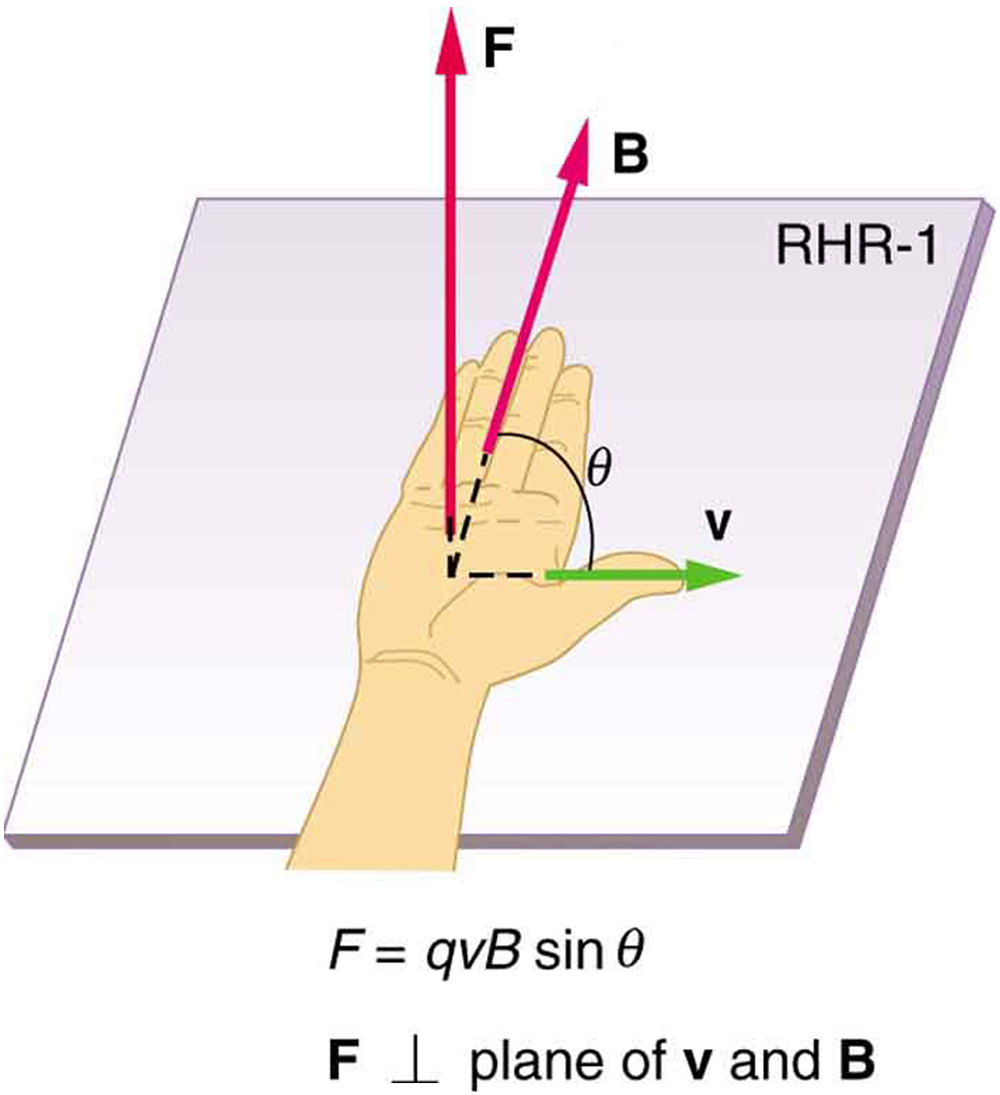 F
B
RHR-1
θ
v
F = qvB sin θ
F ⊥ plane of v and B